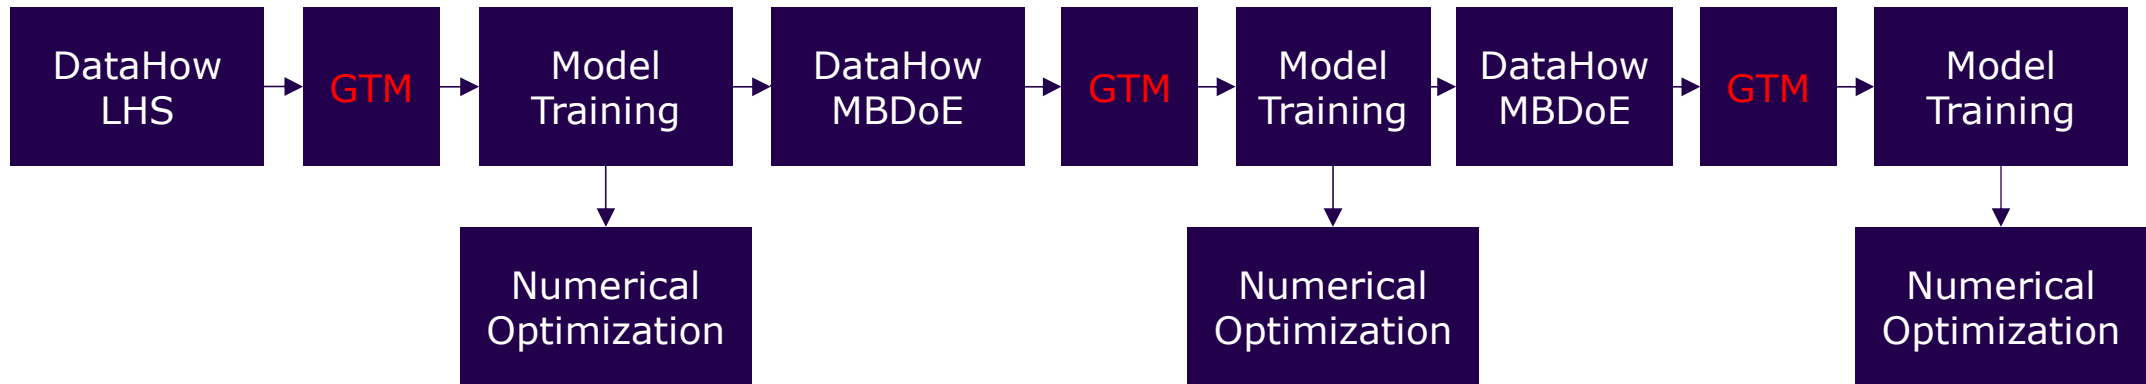 DataHow
LHS
GTM
Model
Training
DataHow
MBDoE
GTM
Model
Training
DataHow
MBDoE
GTM
Model
Training
Numerical
Optimization
Numerical
Optimization
Numerical
Optimization